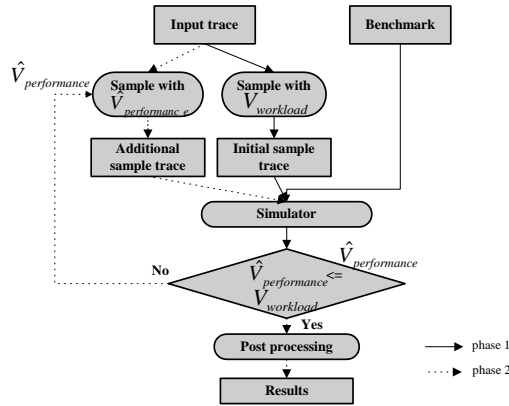 Input trace
Benchmark
V̂performance
Sample with
V̂performanc e
Sample with
Vworkload
Additional
sample trace
Initial sample
trace
Simulator
V̂performance
No
V̂performance<=
Vworkload
Yes
Post processing
phase 1
phase 2
Results